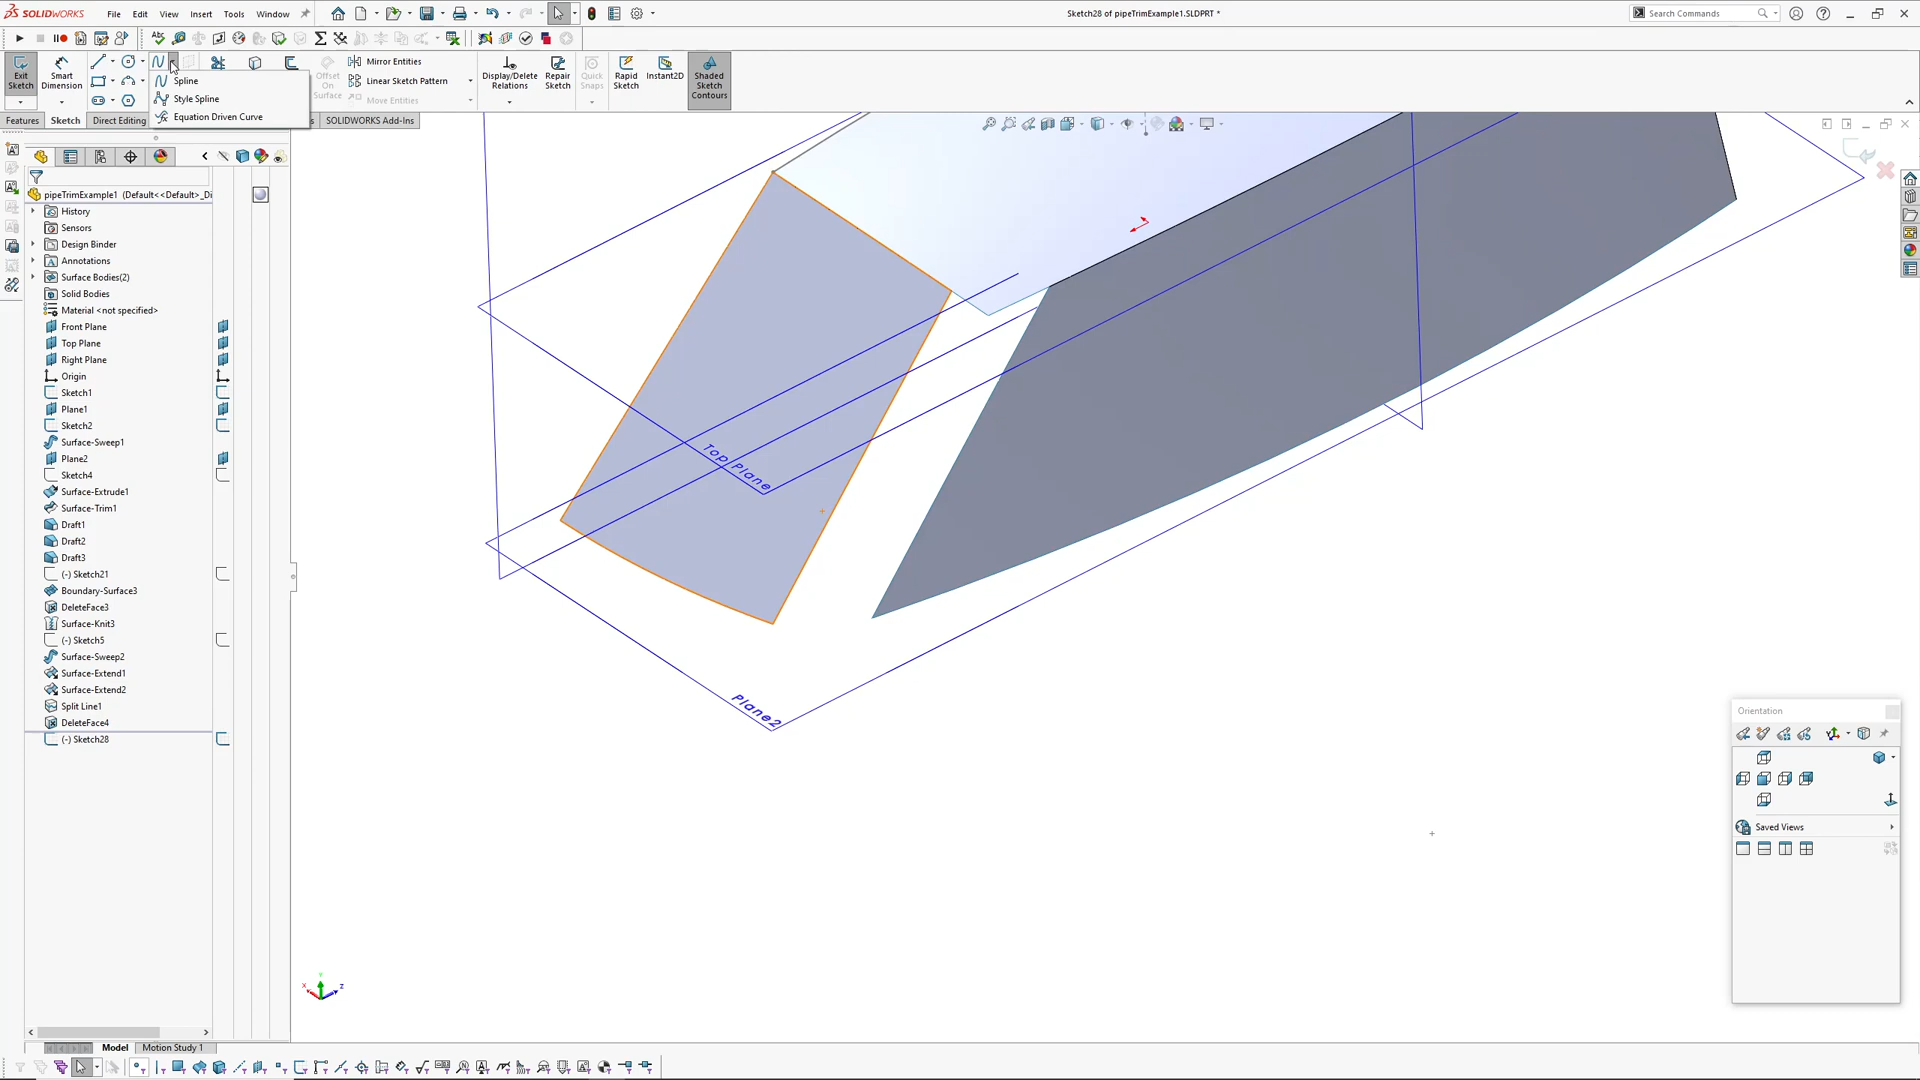 SOLIDWORKS
File
Edit
View
Insert
Tools
Window
Sketch28 of pipeTrimExample1.SLDPRT *
Search Commands
Exit
Sketch
Smart
Dimension
Spline
Style Spline
Equation Driven Curve
Offset
On
Surface
Mirror Entities
Linear Sketch Pattern
Move Entities
Display/Delete
Relations
Repair
Sketch
Quick
Snaps
Rapid
Sketch
Instant2D
Shaded
Sketch
Contours
Features
Sketch
Direct Editing
SOLIDWORKS Add-Ins
pipeTrimExample1 (Default<<Default>_Di
History
Sensors
Design Binder
Annotations
Surface Bodies(2)
Solid Bodies
Material <not specified>
Front Plane
Top Plane
Right Plane
Origin
Sketch1
Plane1
Sketch2
Surface-Sweep1
Plane2
Sketch4
Surface-Extrude1
Surface-Trim1
Draft1
Draft2
Draft3
(-) Sketch21
Boundary-Surface3
DeleteFace3
Surface-Knit3
(-) Sketch5
Surface-Sweep2
Surface-Extend1
Surface-Extend2
Split Line1
DeleteFace4
(-) Sketch28
Top Plane
Plane2
Orientation
Saved Views
Y
X
Z
Model
Motion Study 1